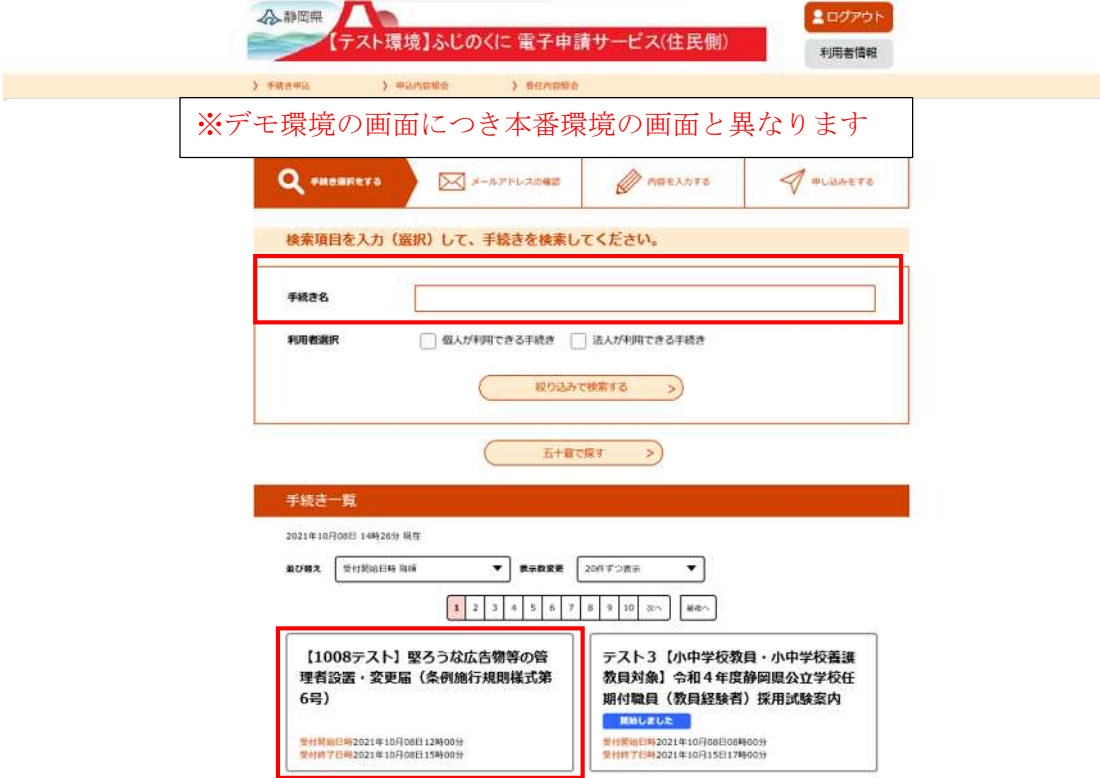 静岡県
【テスト環境】ふじのくに 電子申請サービス(住民側)
ログアウト
利用者情報
手続き申込
申込内容照会
委任内容照会
※デモ環境の画面につき本番環境の画面と異なります
手続き選択をする
メールアドレスの確認
内容を入力する
申し込みをする
検索項目を入力（選択）して、手続きを検索してください。
手続き名
利用者選択
個人が利用できる手続き
法人が利用できる手続き
絞り込みで検索する >
五十音で探す >
手続き一覧
2021年10月08日 14時26分 現在
並び替え
受付開始日時 降順
表示数変更
20件ずつ表示
1 2 3 4 5 6 7 8 9 10 次へ 最後へ
【1008テスト】堅ろうな広告物等の管
理者設置・変更届（条例施行規則様式第
6号）
受付開始日時2021年10月08日12時00分
受付終了日時2021年10月08日15時00分
テスト３【小中学校教員・小中学校養護
教員対象】令和４年度静岡県公立学校任
期付職員（教員経験者）採用試験案内
開始しました
受付開始日時2021年10月08日08時00分
受付終了日時2021年10月15日17時00分